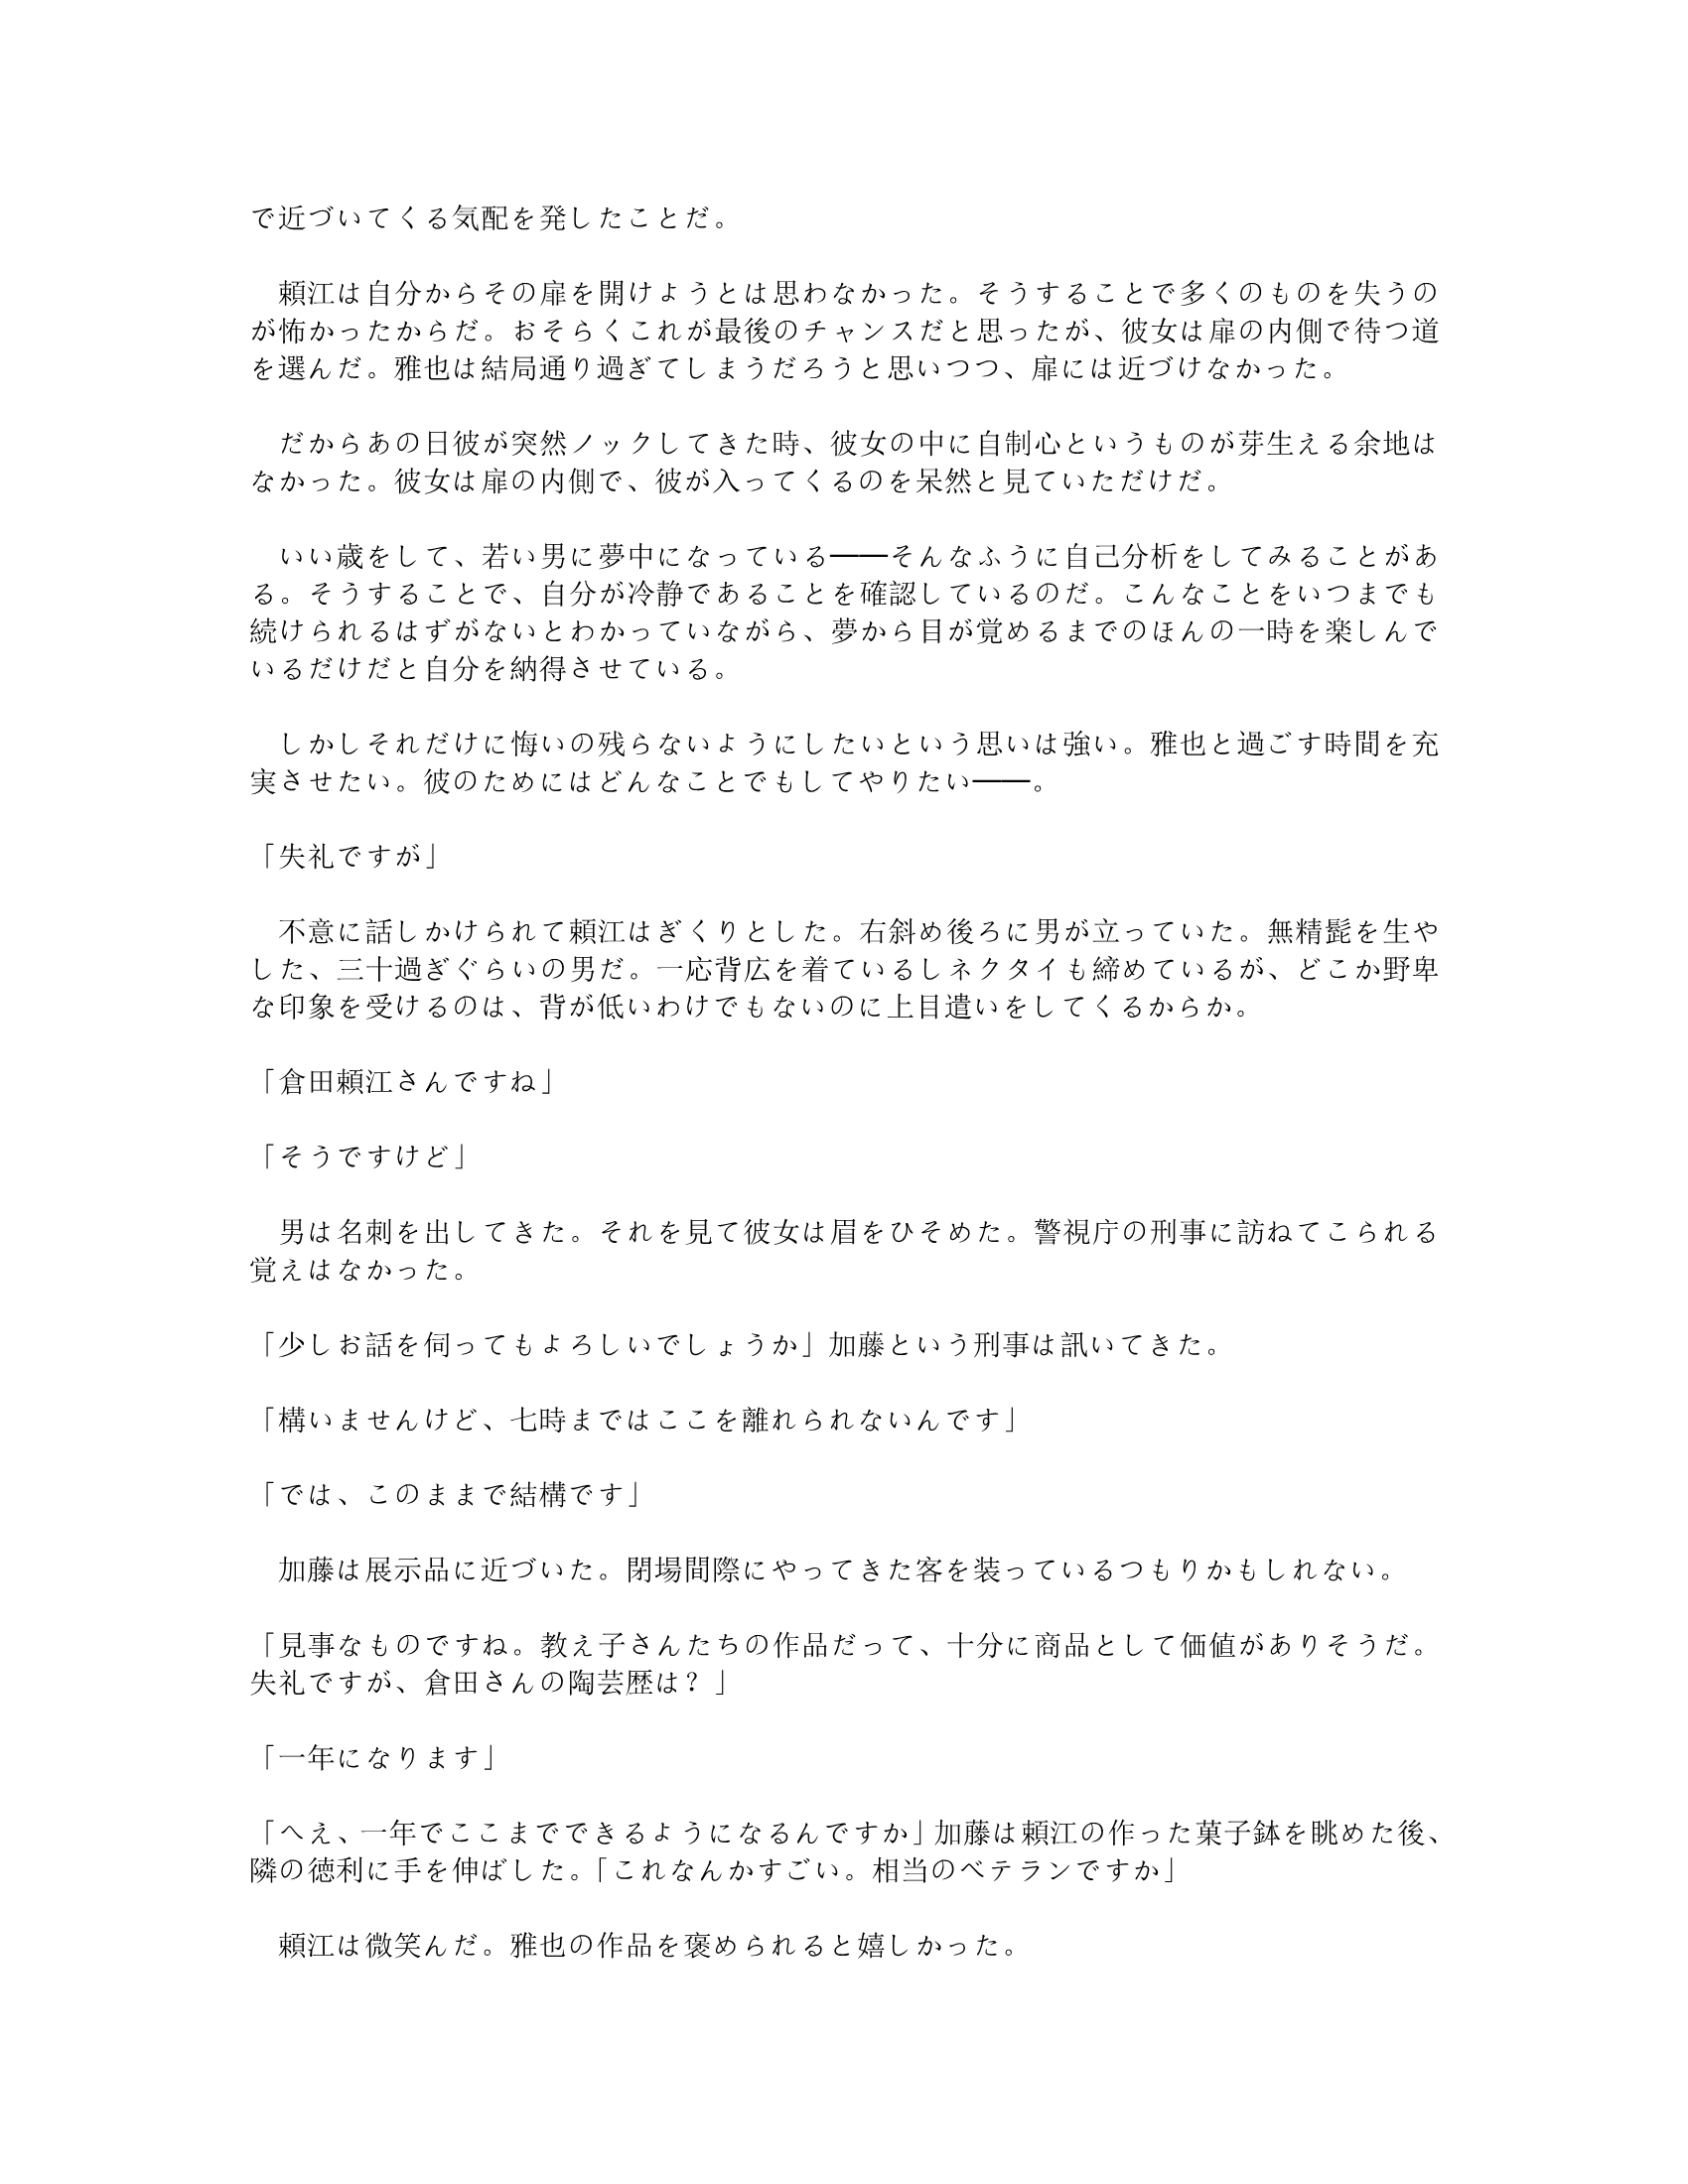 で近づいてくる気配を発したことだ。
　頼江は自分からその扉を開けようとは思わなかった。そうすることで多くのものを失うの
が怖かったからだ。おそらくこれが最後のチャンスだと思ったが、彼女は扉の内側で待つ道
を選んだ。雅也は結局通り過ぎてしまうだろうと思いつつ、扉には近づけなかった。
　だからあの日彼が突然ノックしてきた時、彼女の中に自制心というものが芽生える余地は
なかった。彼女は扉の内側で、彼が入ってくるのを呆然と見ていただけだ。
　いい歳をして、若い男に夢中になっている――そんなふうに自己分析をしてみることがあ
る。そうすることで、自分が冷静であることを確認しているのだ。こんなことをいつまでも
続けられるはずがないとわかっていながら、夢から目が覚めるまでのほんの一時を楽しんで
いるだけだと自分を納得させている。
　しかしそれだけに悔いの残らないようにしたいという思いは強い。雅也と過ごす時間を充
実させたい。彼のためにはどんなことでもしてやりたい――。
「失礼ですが」
　不意に話しかけられて頼江はぎくりとした。右斜め後ろに男が立っていた。無精髭を生や
した、三十過ぎぐらいの男だ。一応背広を着ているしネクタイも締めているが、どこか野卑
な印象を受けるのは、背が低いわけでもないのに上目遣いをしてくるからか。
「倉田頼江さんですね」
「そうですけど」
　男は名刺を出してきた。それを見て彼女は眉をひそめた。警視庁の刑事に訪ねてこられる
覚えはなかった。
「少しお話を伺ってもよろしいでしょうか」加藤という刑事は訊いてきた。
「構いませんけど、七時まではここを離れられないんです」
「では、このままで結構です」
　加藤は展示品に近づいた。閉場間際にやってきた客を装っているつもりかもしれない。
「見事なものですね。教え子さんたちの作品だって、十分に商品として価値がありそうだ。
失礼ですが、倉田さんの陶芸歴は？」
「一年になります」
「へえ、一年でここまでできるようになるんですか」加藤は頼江の作った菓子鉢を眺めた後、
隣の徳利に手を伸ばした。「これなんかすごい。相当のベテランですか」
　頼江は微笑んだ。雅也の作品を褒められると嬉しかった。